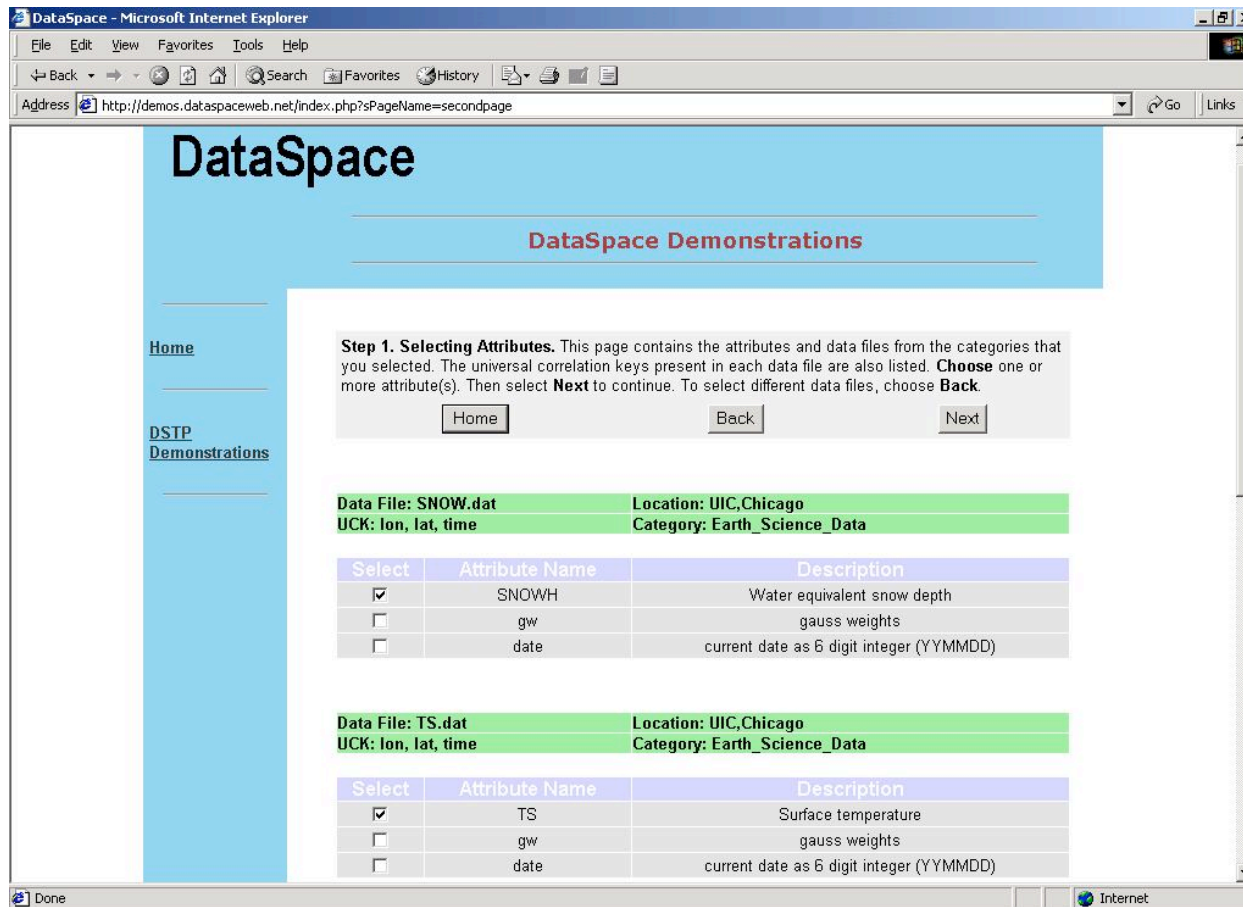 DataSpace - Microsoft Internet Explorer
File Edit View Favorites Tools Help
Back Search Favorites History
Address http://demos.dataspaceweb.net/index.php?sPageName=secondpage Go Links
DataSpace
DataSpace Demonstrations
Home
DSTP
Demonstrations
Step 1. Selecting Attributes. This page contains the attributes and data files from the categories that
you selected. The universal correlation keys present in each data file are also listed. Choose one or
more attribute(s). Then select Next to continue. To select different data files, choose Back.
Home Back Next
Data File: SNOW.dat Location: UIC,Chicago
UCK: lon, lat, time Category: Earth_Science_Data
Select Attribute Name Description
SNOWH Water equivalent snow depth
gw gauss weights
date current date as 6 digit integer (YYMMDD)
Data File: TS.dat Location: UIC,Chicago
UCK: lon, lat, time Category: Earth_Science_Data
Select Attribute Name Description
TS Surface temperature
gw gauss weights
date current date as 6 digit integer (YYMMDD)
Done Internet